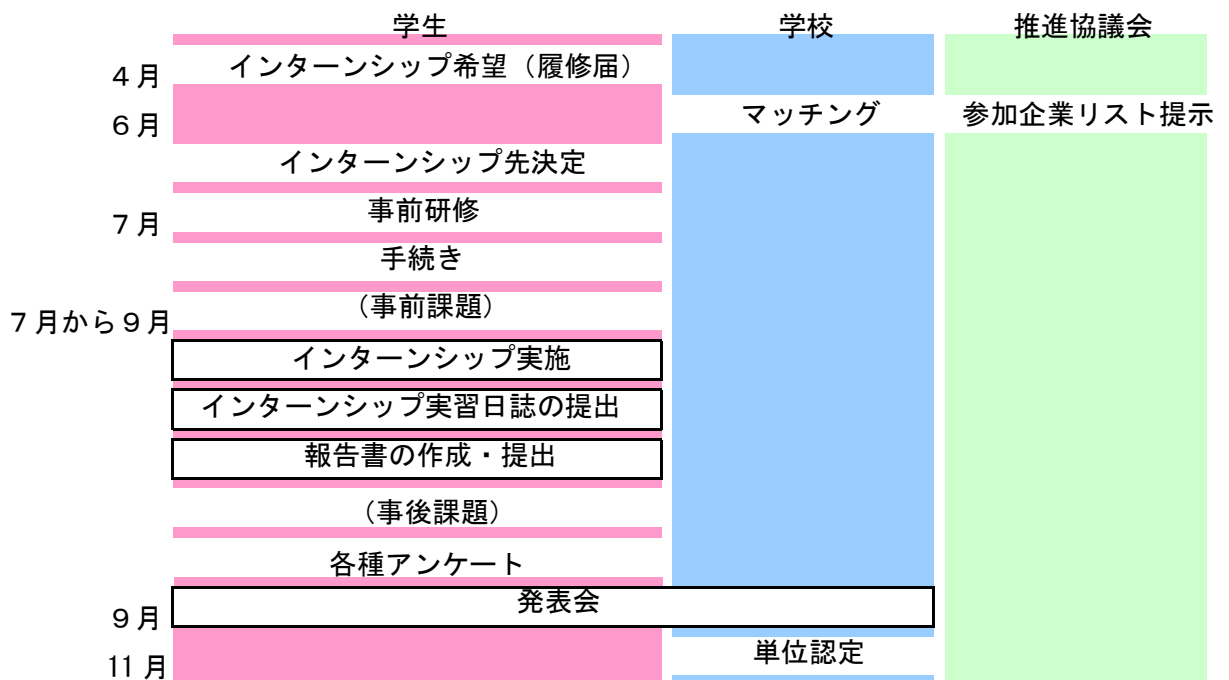 学生 学校 推進協議会
4月 インターンシップ希望（履修届）
6月 マッチング 参加企業リスト提示
インターンシップ先決定
7月 事前研修
手続き
7月から9月 （事前課題）
インターンシップ実施
インターンシップ実習日誌の提出
報告書の作成・提出
（事後課題）
各種アンケート
9月 発表会
11月 単位認定